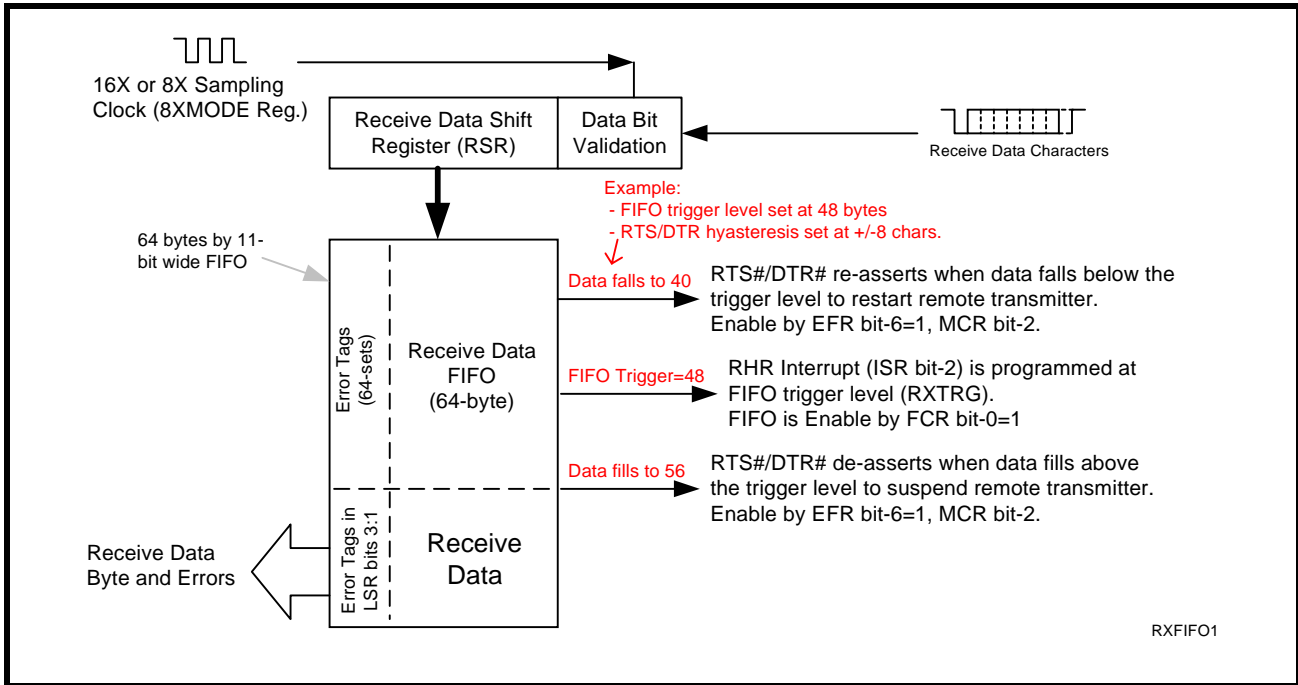 16X or 8X Sampling
Clock (8XMODE Reg.)
Receive Data Shift
Register (RSR)
Data Bit
Validation
Receive Data Characters
Example:
- FIFO trigger level set at 48 bytes
- RTS/DTR hyasteresis set at +/-8 chars.
64 bytes by 11-
bit wide FIFO
Data falls to 40
RTS#/DTR# re-asserts when data falls below the
trigger level to restart remote transmitter.
Enable by EFR bit-6=1, MCR bit-2.
Error Tags
(64-sets)
Receive Data
FIFO
(64-byte)
FIFO Trigger=48
RHR Interrupt (ISR bit-2) is programmed at
FIFO trigger level (RXTRG).
FIFO is Enable by FCR bit-0=1
Data fills to 56
RTS#/DTR# de-asserts when data fills above
the trigger level to suspend remote transmitter.
Enable by EFR bit-6=1, MCR bit-2.
Error Tags in
LSR bits 3:1
Receive
Data
Receive Data
Byte and Errors
RXFIFO1